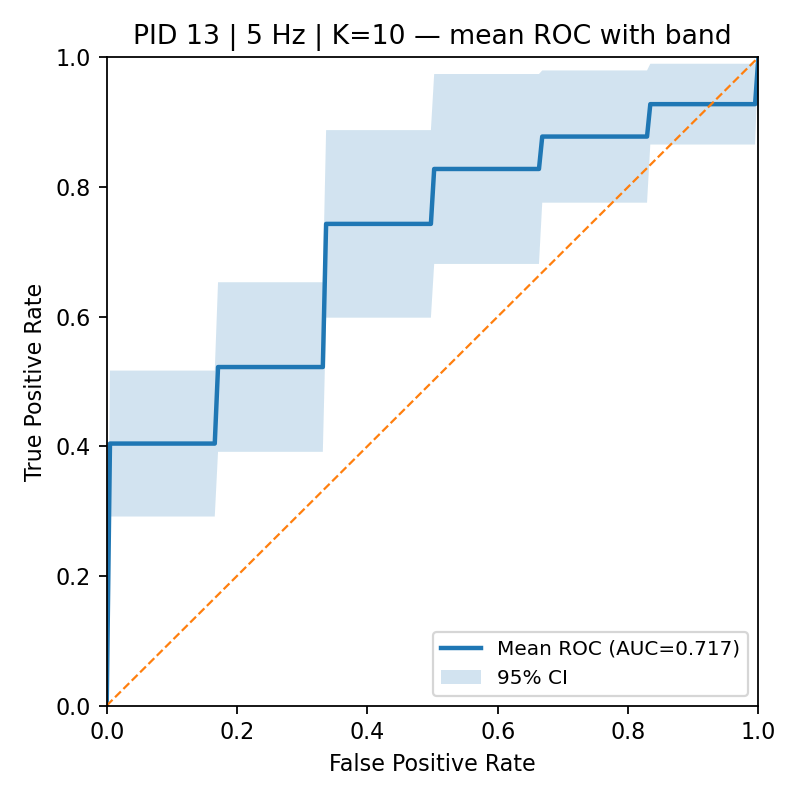 PID 13 | 5 Hz | K=10 — mean ROC with band
1.0
0.8
0.6
0.4
0.2
0.0
True Positive Rate
Mean ROC (AUC=0.717)
95% CI
0.0 0.2 0.4 0.6 0.8 1.0
False Positive Rate